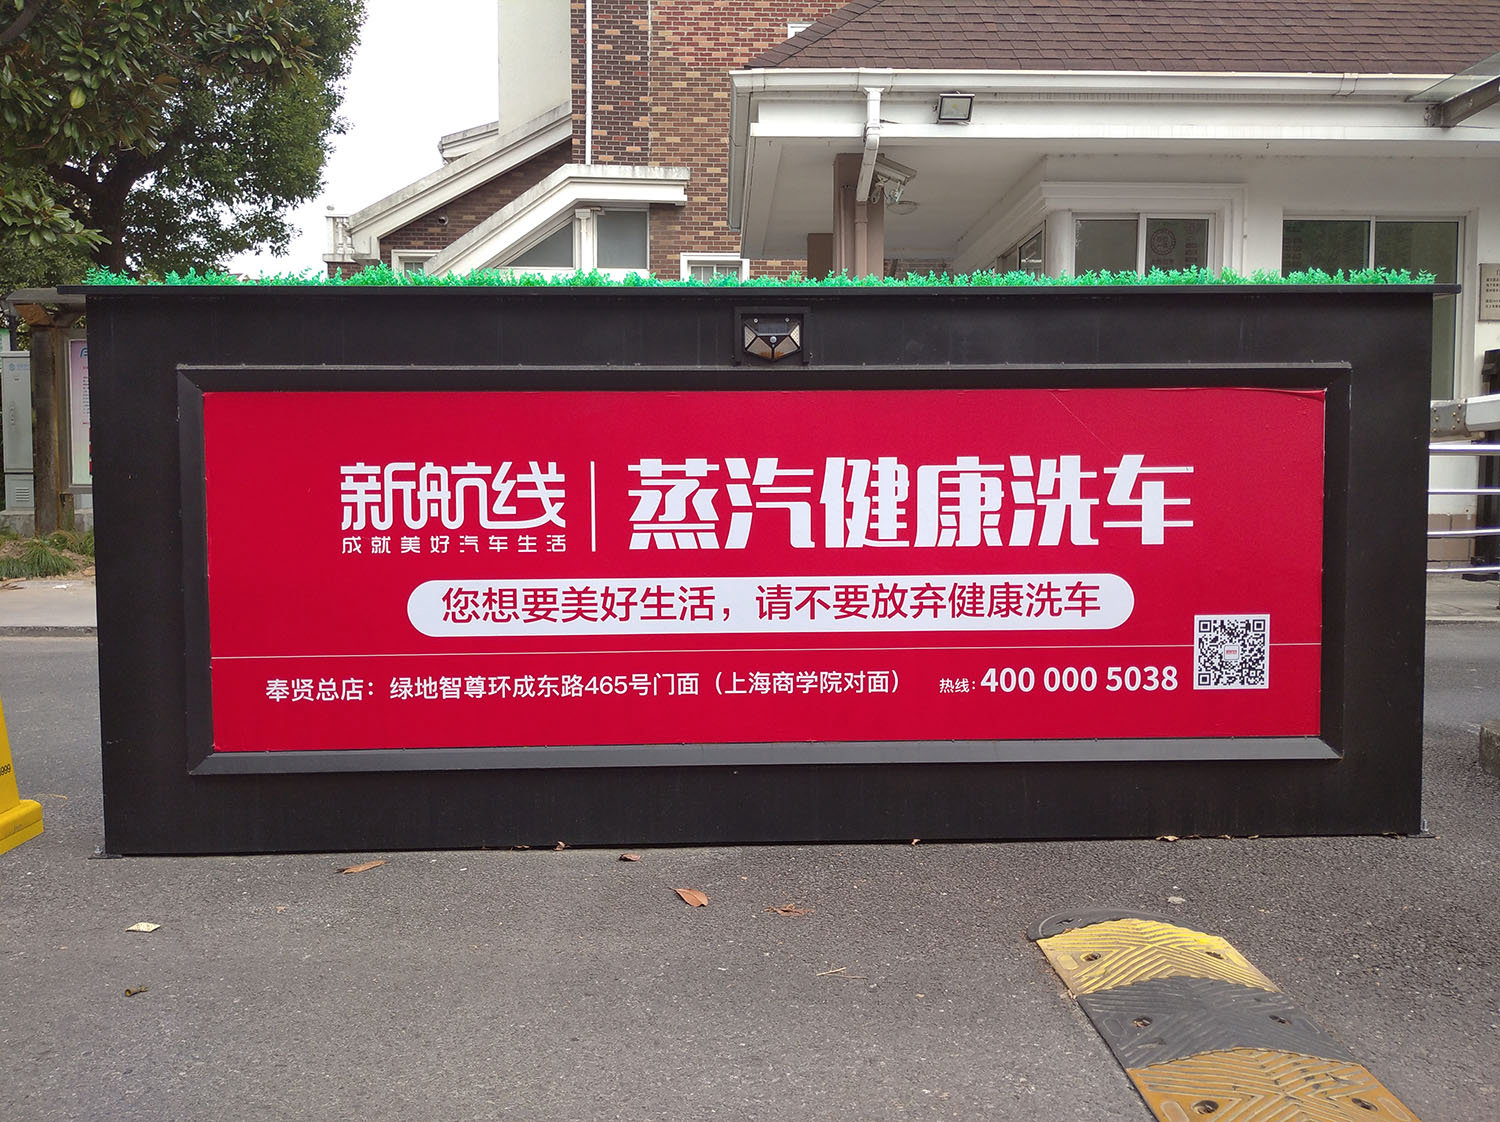 新航线
成就美好汽车生活
蒸汽健康洗车
您想要美好生活，请不要放弃健康洗车
奉贤总店：绿地智尊环成东路465号门面（上海商学院对面）
热线：400 000 5038